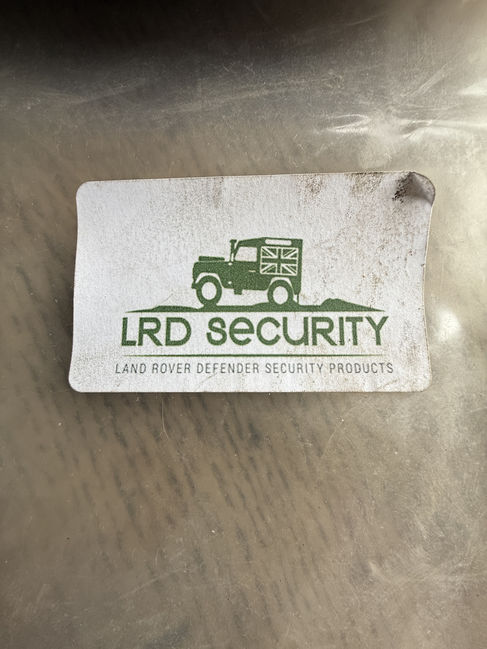 LRD SECURITY
LAND ROVER DEFENDER SECURITY PRODUCTS